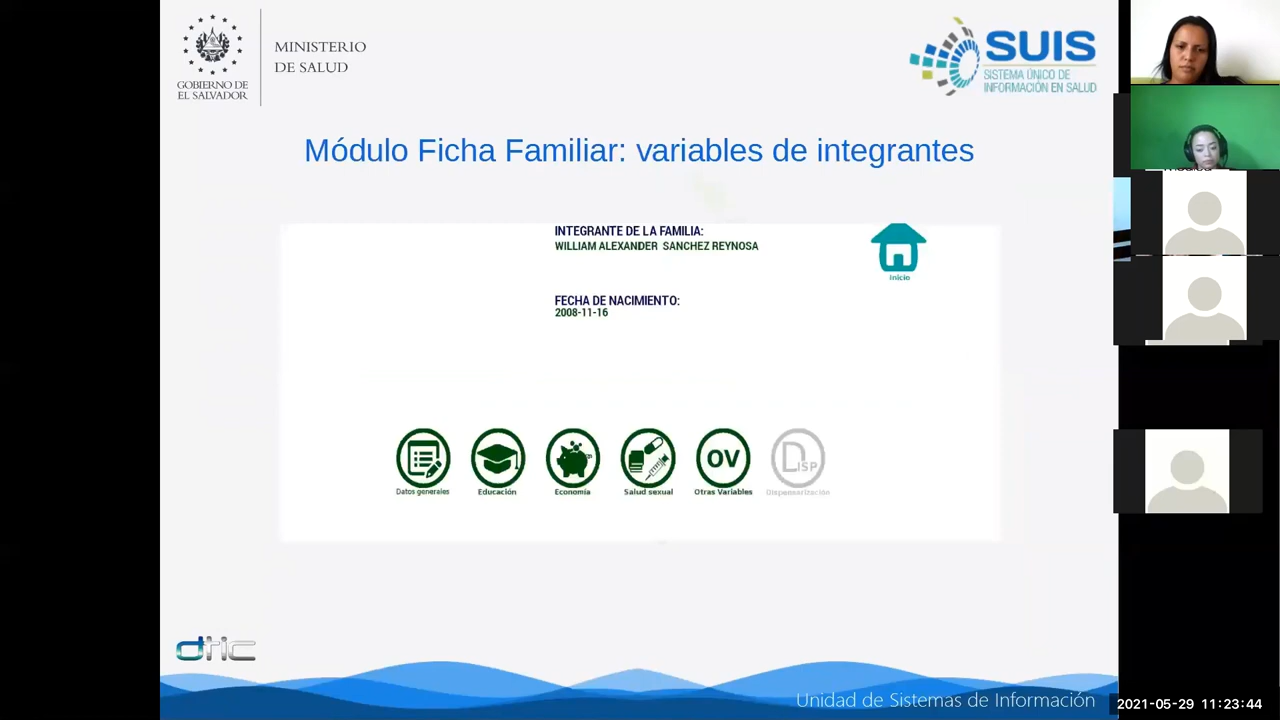 MINISTERIO
DE SALUD
GOBIERNO DE
EL SALVADOR
SUIS
SISTEMA ÚNICO DE
INFORMACIÓN EN SALUD
Módulo Ficha Familiar: variables de integrantes
INTEGRANTE DE LA FAMILIA:
WILLIAM ALEXANDER SANCHEZ REYNOSA
Inicio
FECHA DE NACIMIENTO:
2008-11-16
Datos generales
Educación
Economía
Salud sexual
OV
Otras Variables
DISP
Dispensarización
dtic
Unidad de Sistemas de Información
2021-05-29 11:23:44